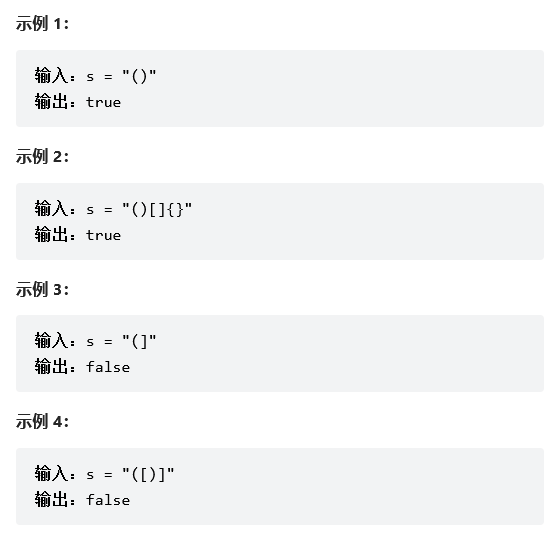 示例 1：
输入：s = "()"
输出：true
示例 2：
输入：s = "()[]{}"
输出：true
示例 3：
输入：s = "(]"
输出：false
示例 4：
输入：s = "([)]"
输出：false